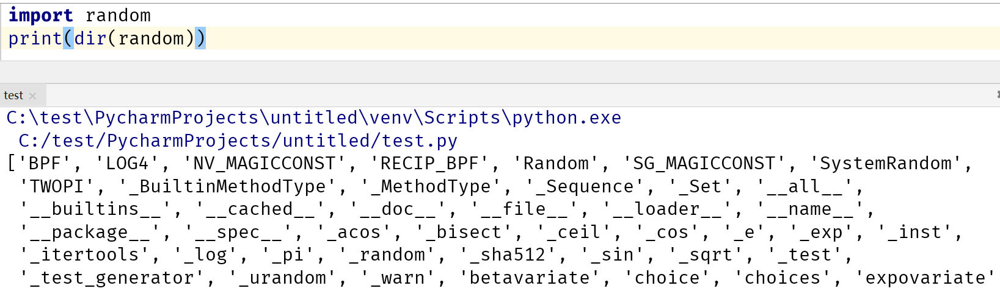 import random
print(dir(random))
test ×
C:\test\PycharmProjects\untitled\venv\Scripts\python.exe
C:/test/PycharmProjects/untitled/test.py
['BPF', 'LOG4', 'NV_MAGICCONST', 'RECIP_BPF', 'Random', 'SG_MAGICCONST', 'SystemRandom',
'TWOPI', '_BuiltinMethodType', '_MethodType', '_Sequence', '_Set', '__all__',
'__builtins__', '__cached__', '__doc__', '__file__', '__loader__', '__name__',
'__package__', '__spec__', '_acos', '_bisect', '_ceil', '_cos', '_e', '_exp', '_inst',
'_itertools', '_log', '_pi', '_random', '_sha512', '_sin', '_sqrt', '_test',
'_test_generator', '_urandom', '_warn', 'betavariate', 'choice', 'choices', 'expovariate'